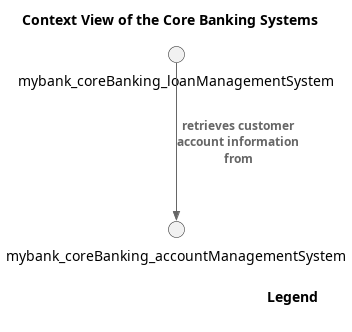 Context View of the Core Banking Systems
mybank_coreBanking_loanManagementSystem
retrieves customer
account information
from
mybank_coreBanking_accountManagementSystem
Legend